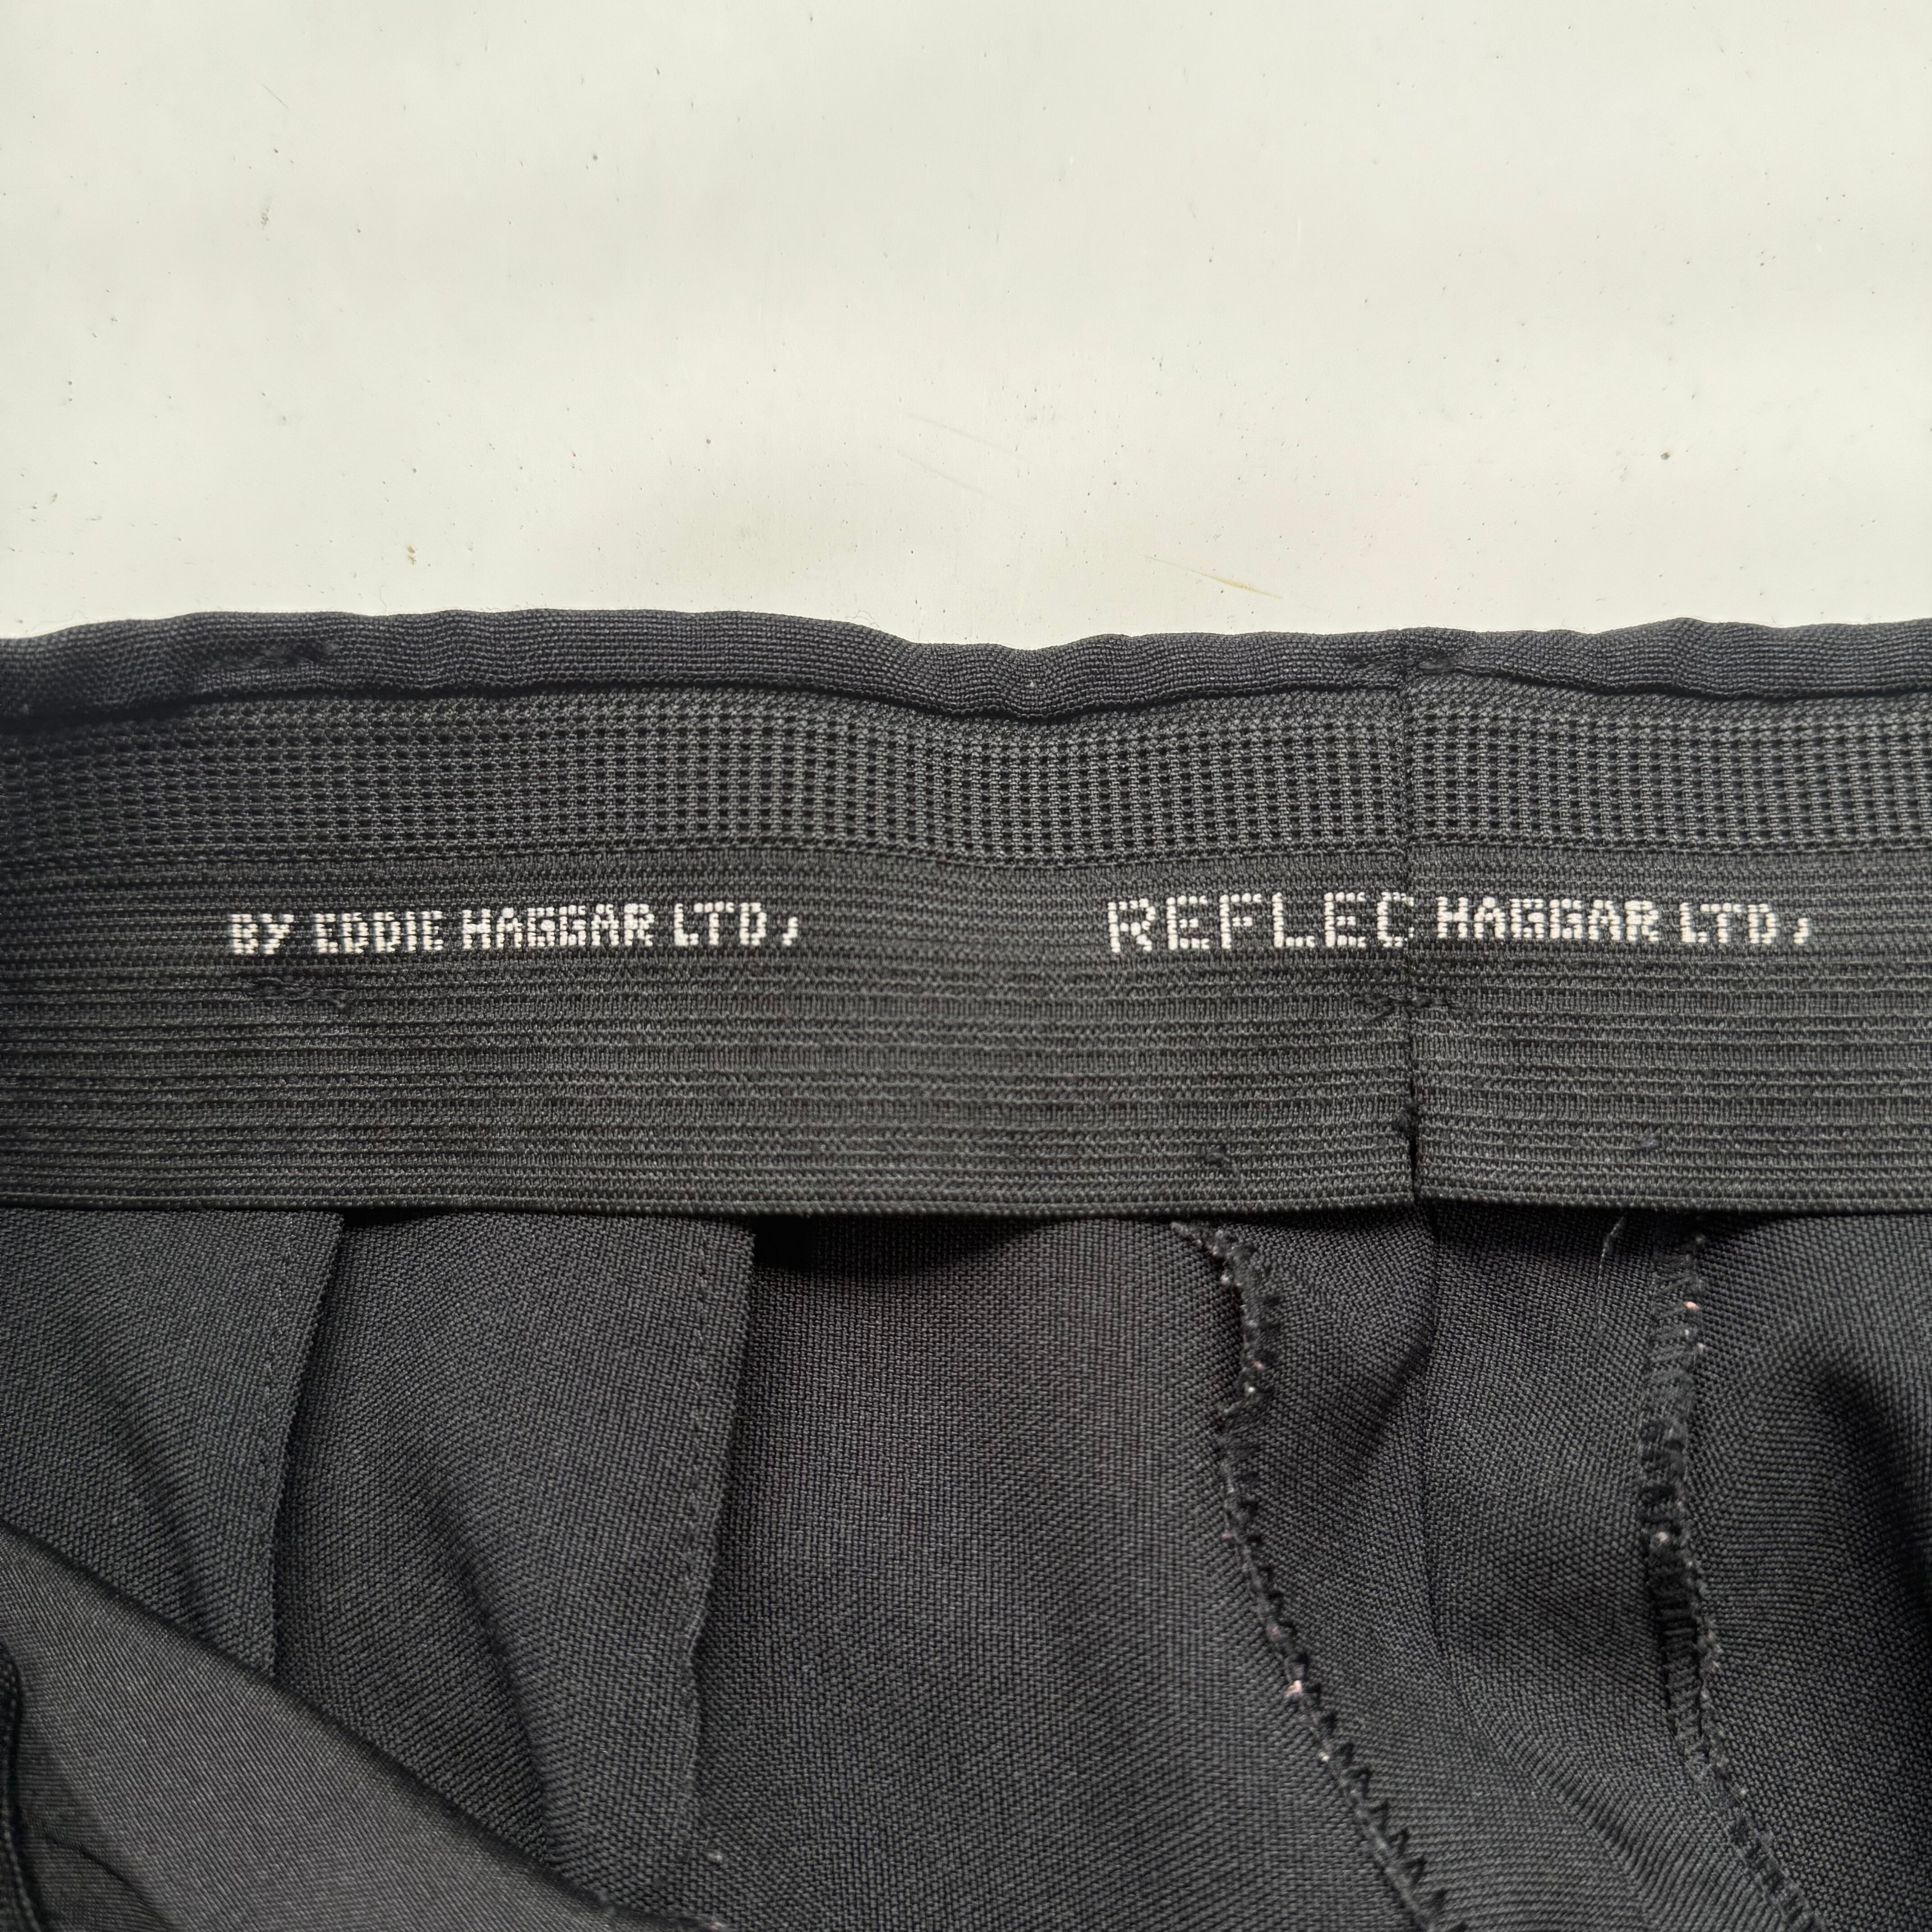 BY EDDIE HAGGAR LTD, REFLEC HAGGAR LTD,